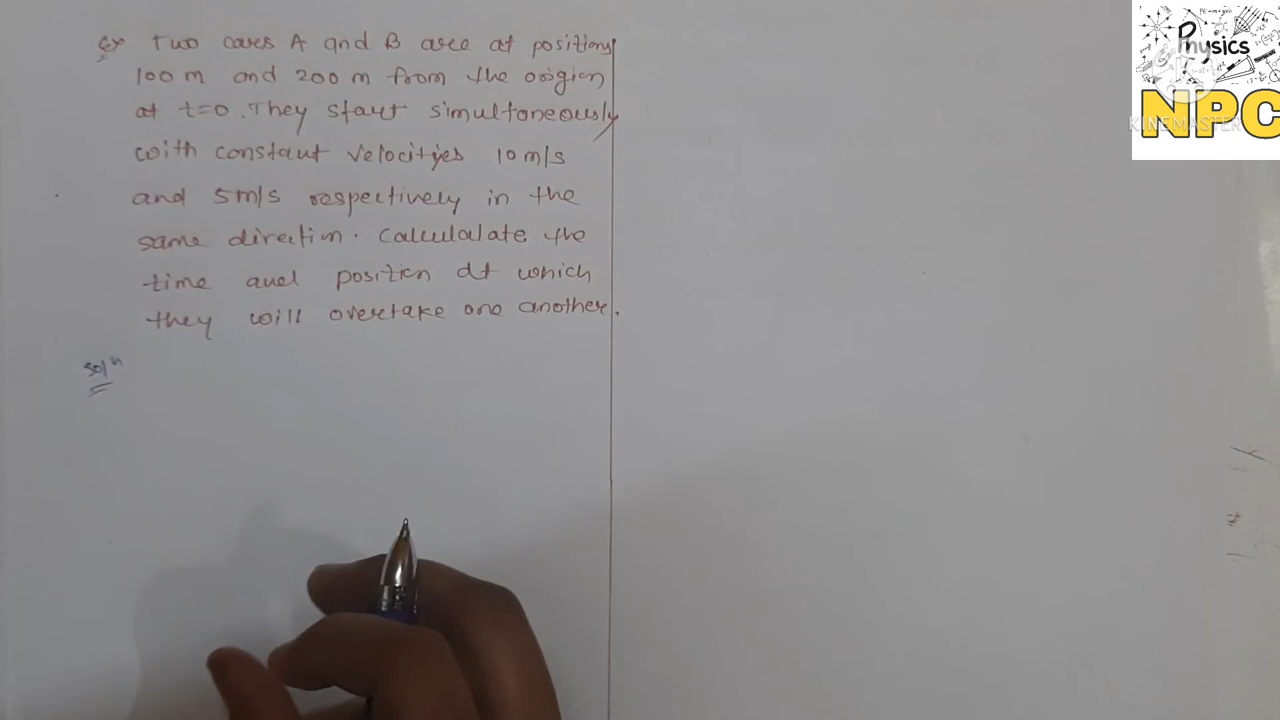 Ex Two cars A and B are at positions
100 m and 200 m from the origion
at t=0. They start simultaneously
with constant velocities 10 m/s
and 5 m/s respectively in the
same direction. Calculalate the
time and position at which
they will overtake one another.
Sol^n
Physics
NPC
KINEMASTER